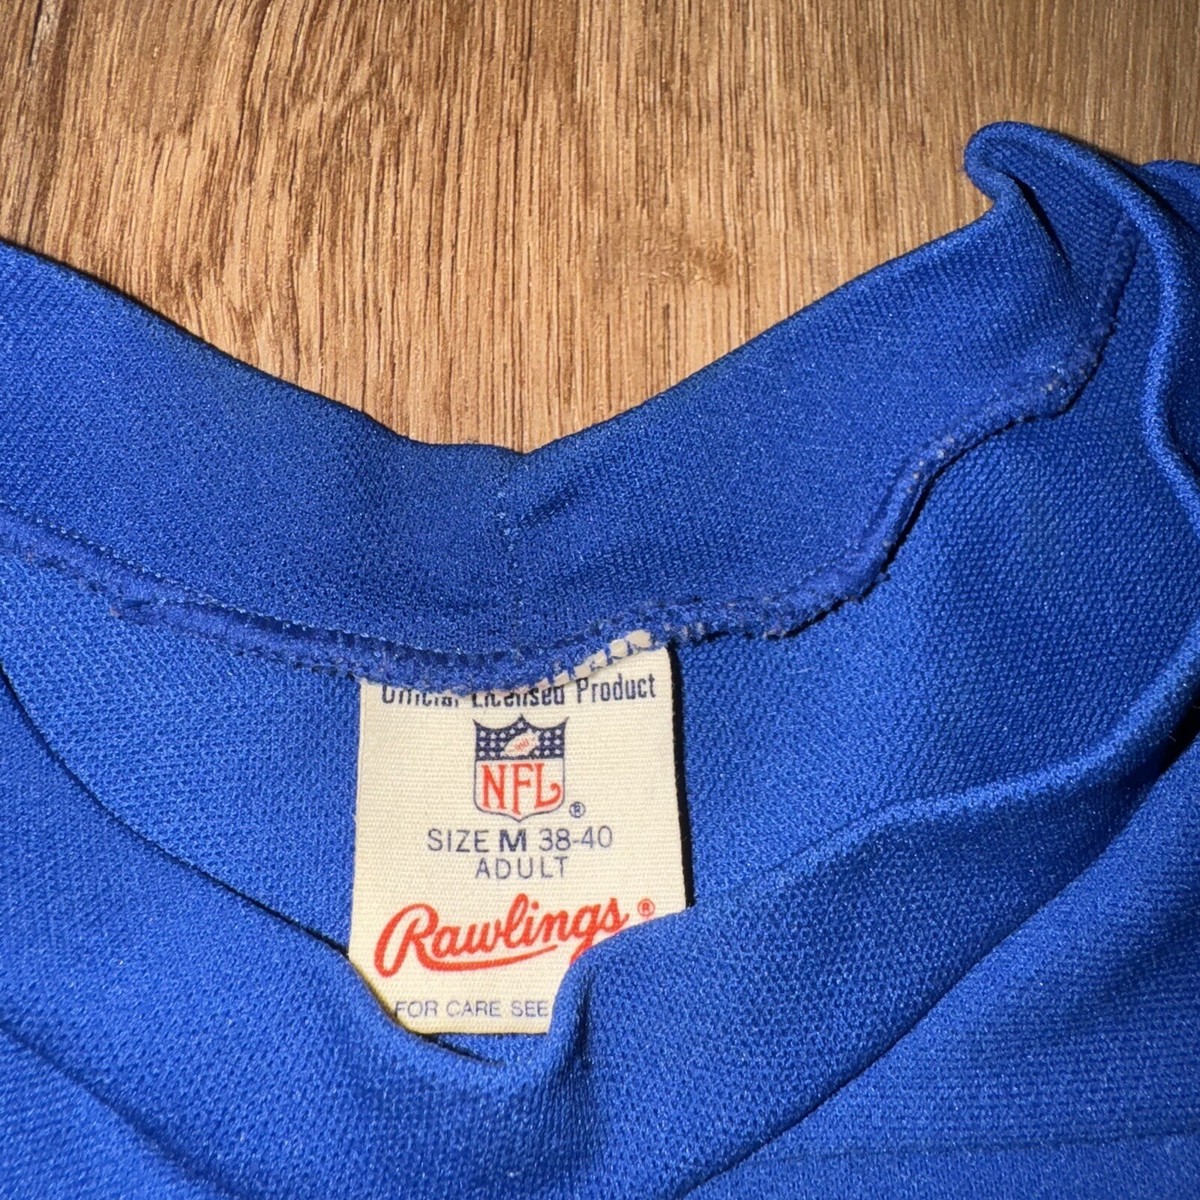 Official Licensed Product
NFL ®
SIZE M 38-40
ADULT
Rawlings ®
FOR CARE SEE